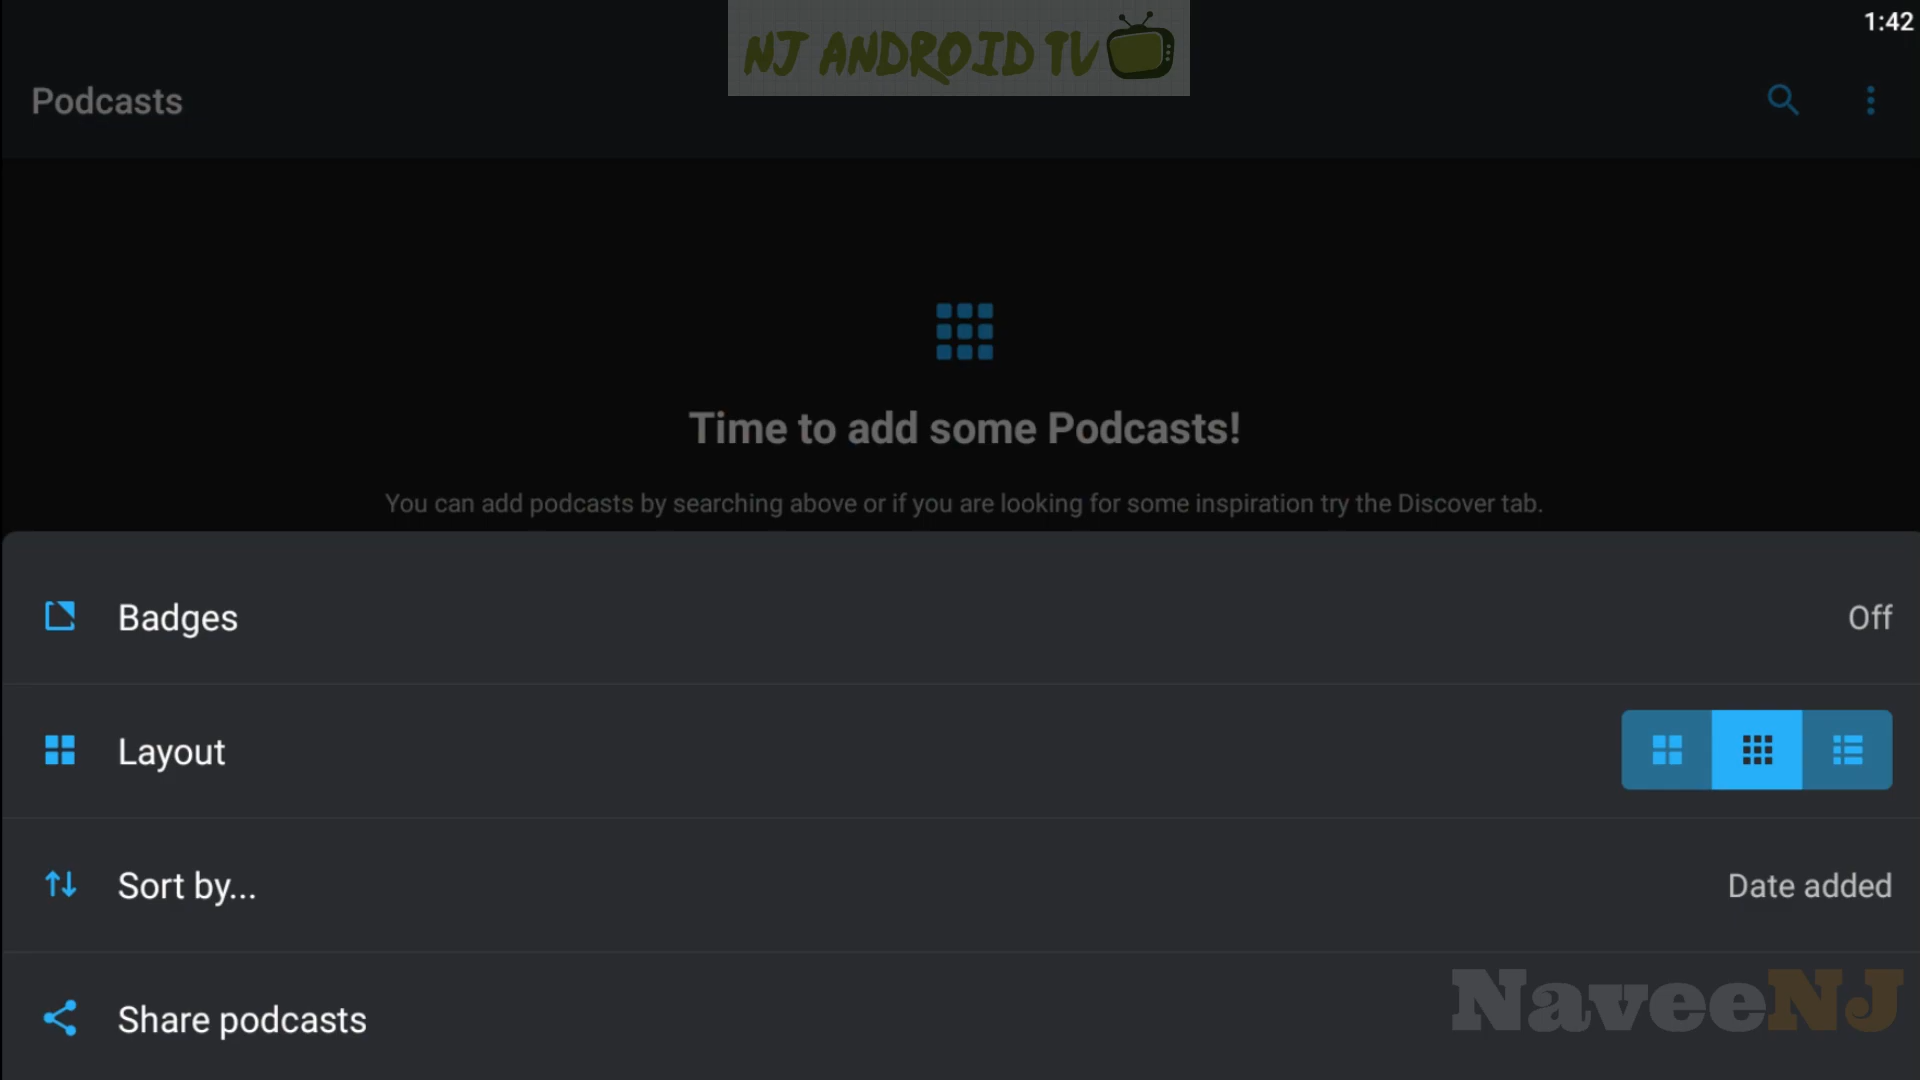 NJ ANDROID TV
1:42
Podcasts
Time to add some Podcasts!
You can add podcasts by searching above or if you are looking for some inspiration try the Discover tab.
Badges
Off
Layout
Sort by...
Date added
Share podcasts
NaveeNJ